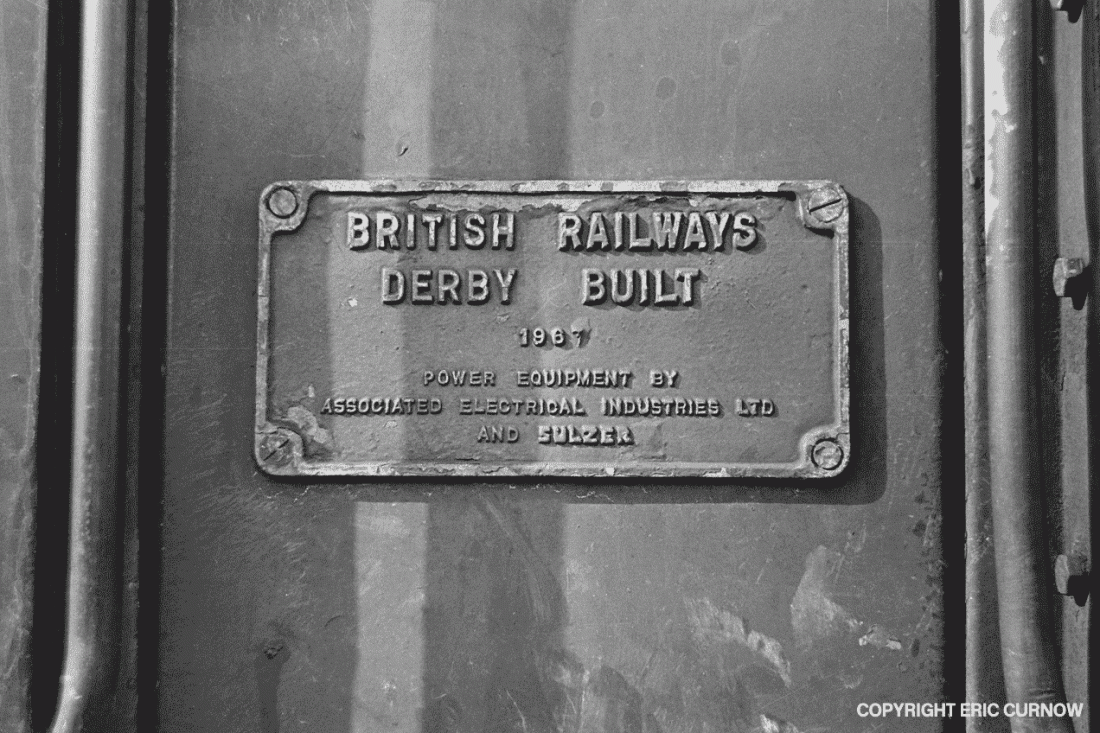 BRITISH RAILWAYS
DERBY BUILT
1967
POWER EQUIPMENT BY
ASSOCIATED ELECTRICAL INDUSTRIES LTD
AND SULZER
COPYRIGHT ERIC CURNOW